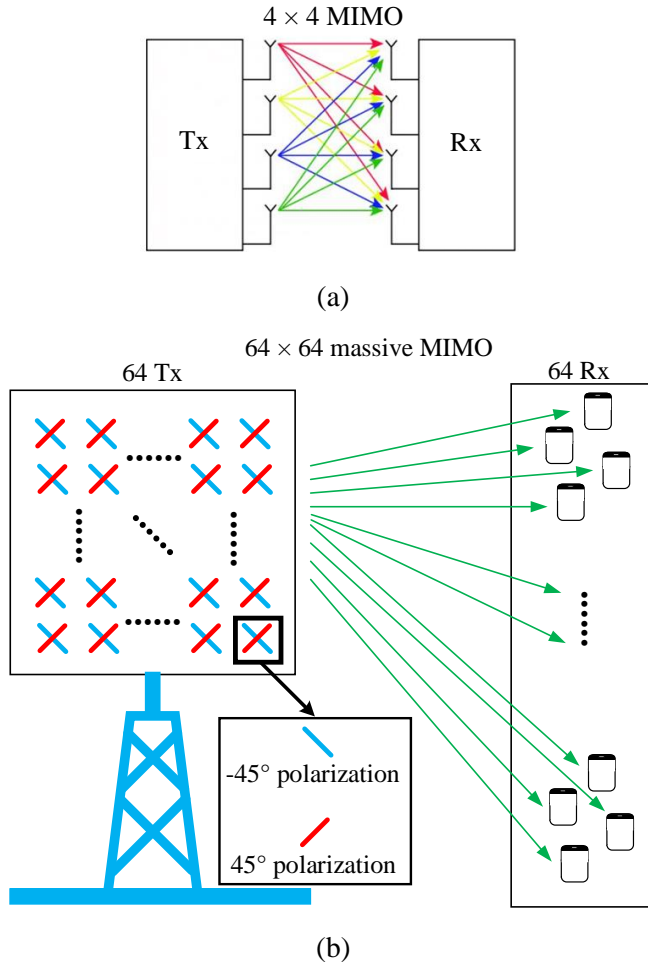 4 × 4 MIMO
Tx
Rx
(a)
64 × 64 massive MIMO
64 Tx
64 Rx
-45° polarization
45° polarization
(b)